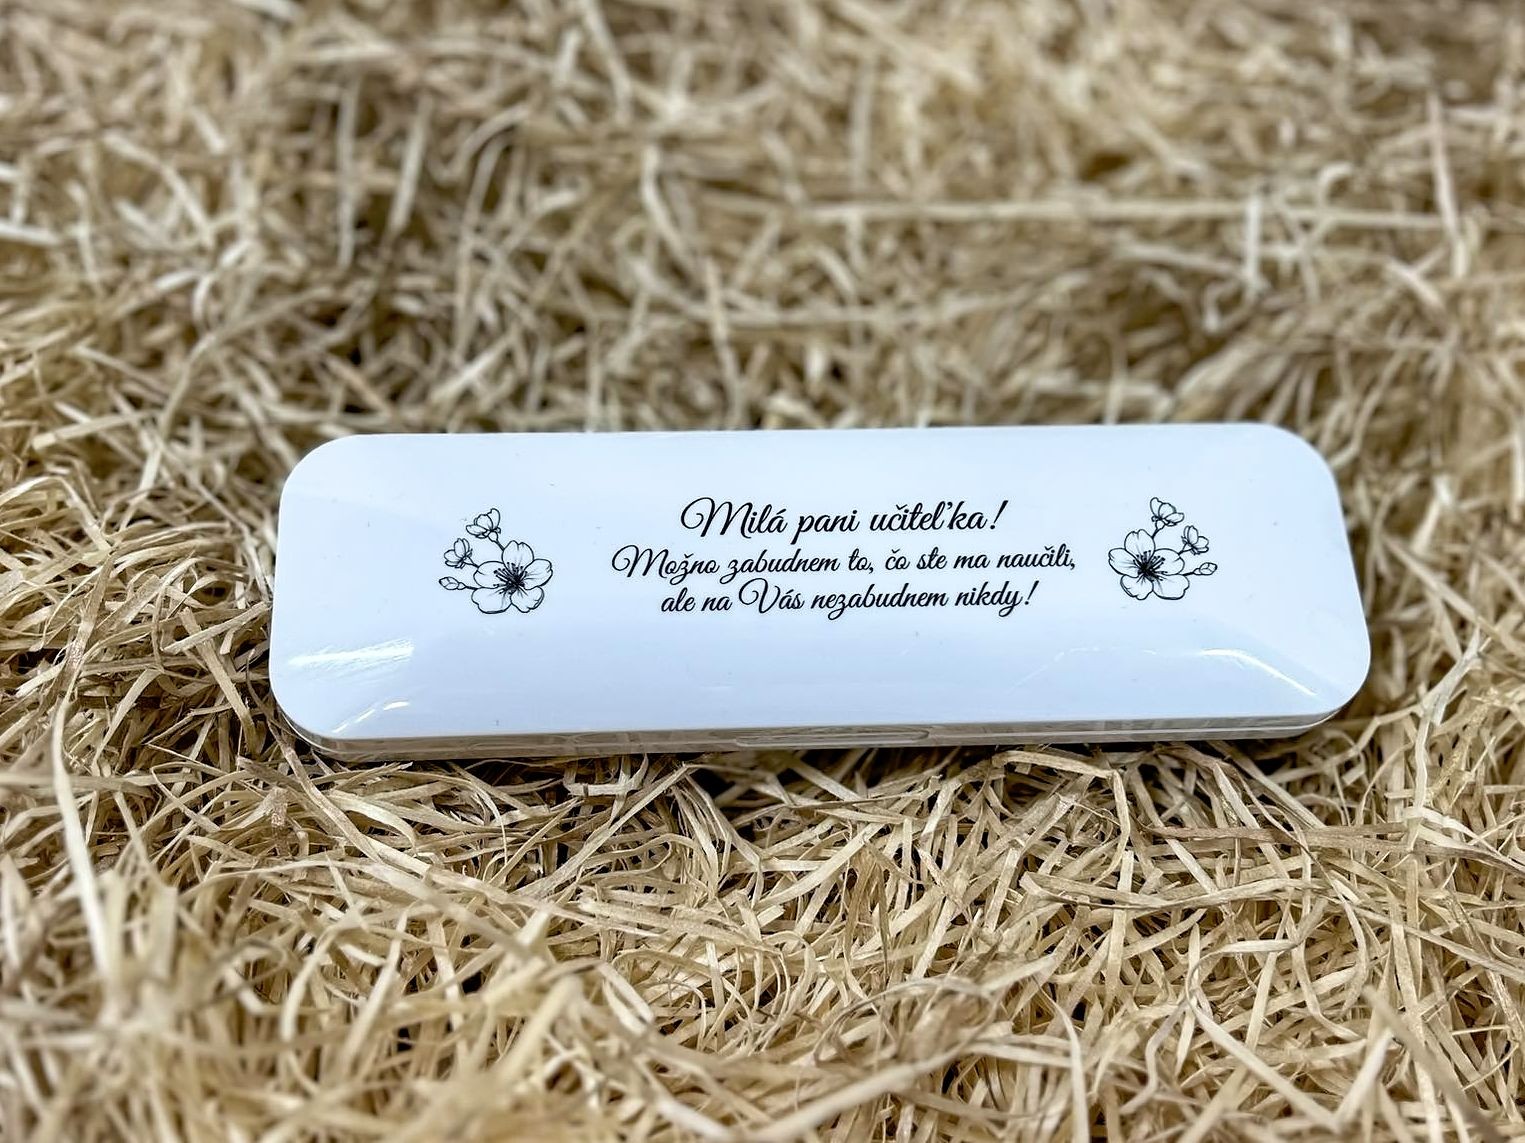 Milá pani učiteľka!
Možno zabudnem to, čo ste ma naučili,
ale na Vás nezabudnem nikdy!